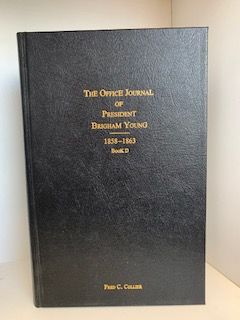 THE OFFICE JOURNAL
OF
PRESIDENT
BRIGHAM YOUNG
1858–1863
BOOK D
FRED C. COLLIER